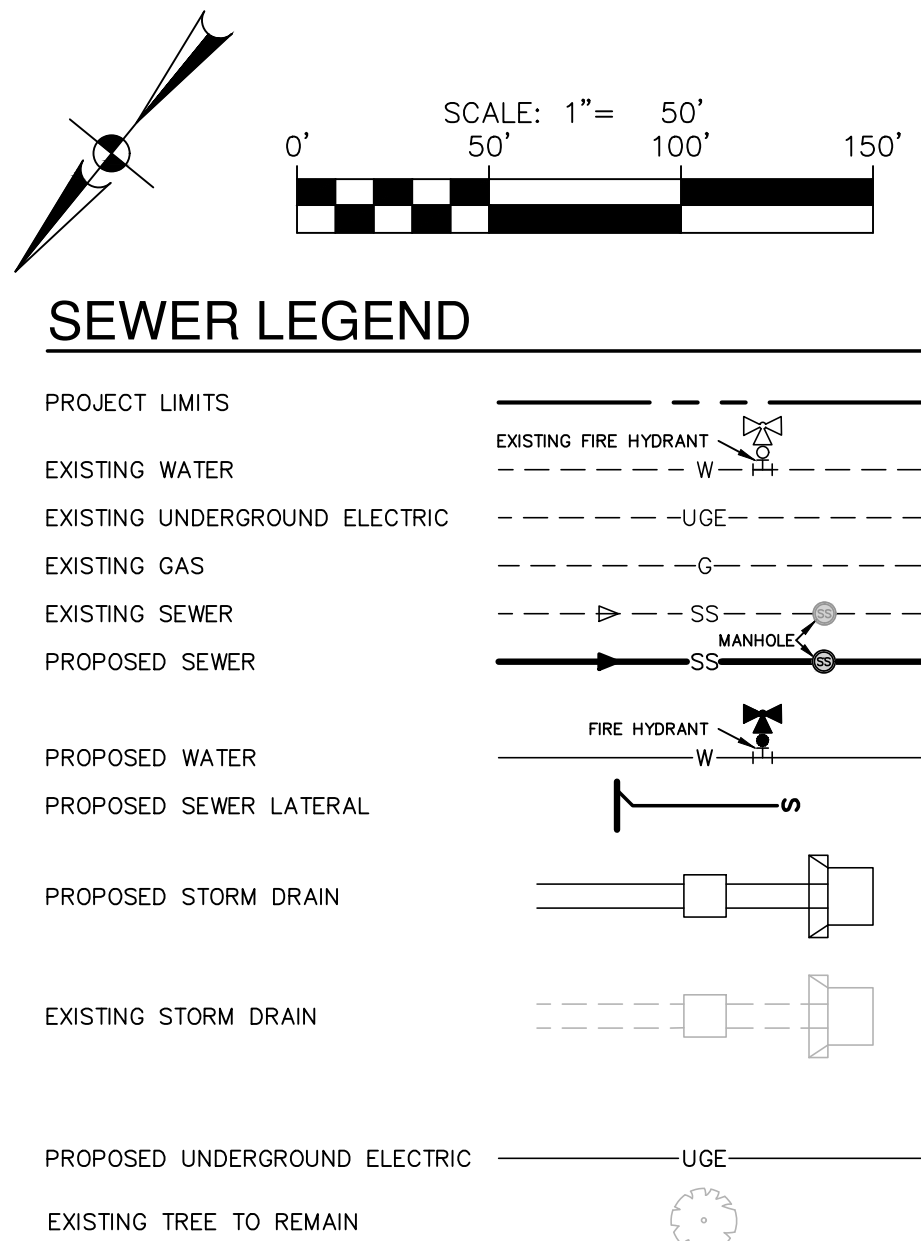 SCALE: 1"= 50'
0' 50' 100' 150'
SEWER LEGEND
PROJECT LIMITS
EXISTING FIRE HYDRANT
EXISTING WATER W
EXISTING UNDERGROUND ELECTRIC UGE
EXISTING GAS G
EXISTING SEWER SS SS
MANHOLE
PROPOSED SEWER SS SS
FIRE HYDRANT
PROPOSED WATER W
PROPOSED SEWER LATERAL S
PROPOSED STORM DRAIN
EXISTING STORM DRAIN
PROPOSED UNDERGROUND ELECTRIC UGE
EXISTING TREE TO REMAIN